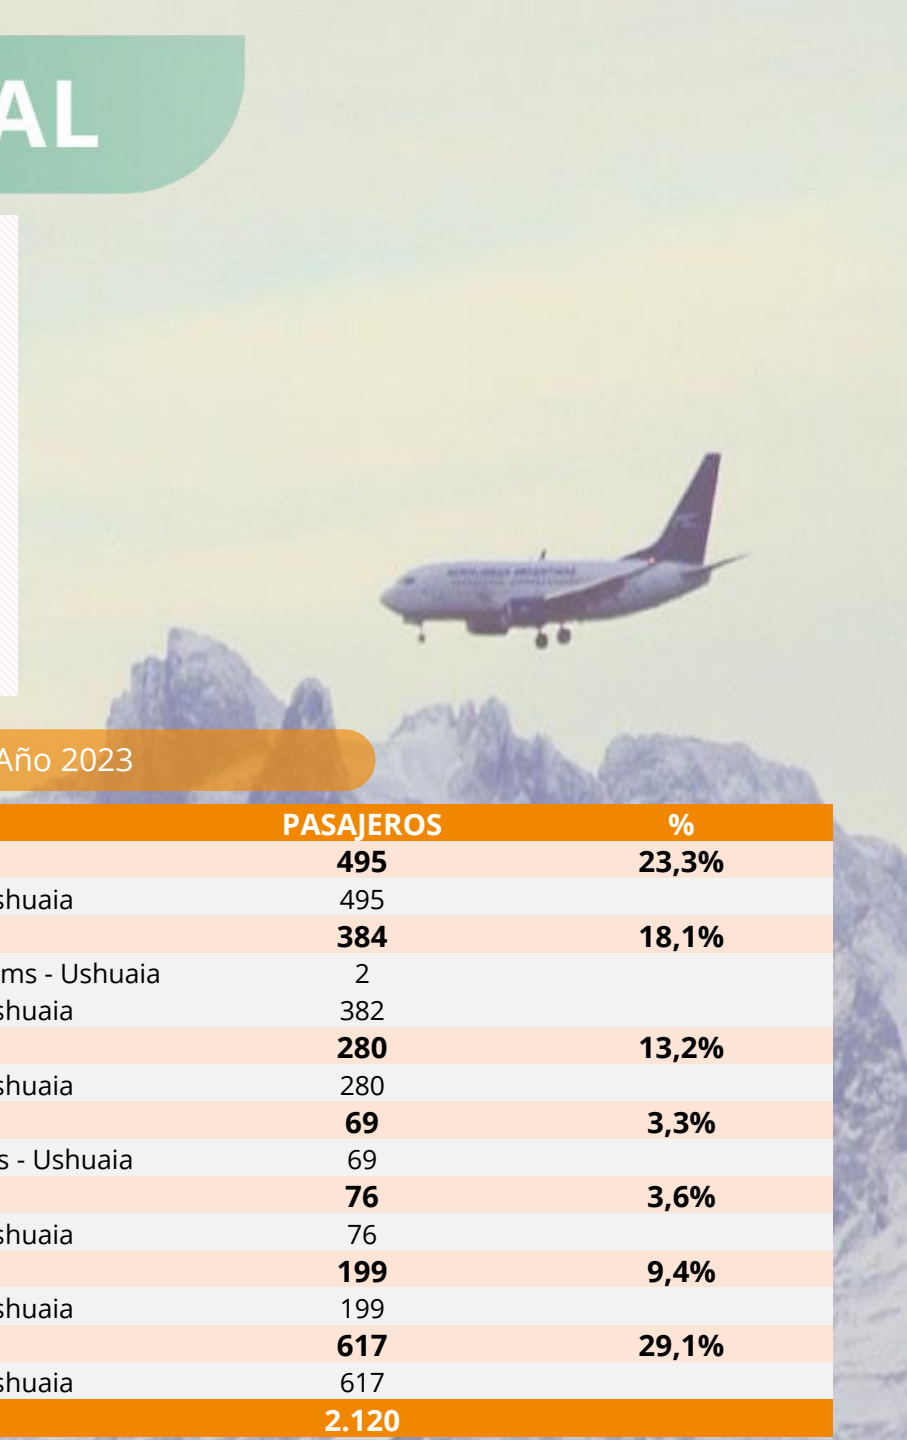 AL
AEROLINEAS ARGENTINAS
Año 2023
PASAJEROS %
495 23,3%
shuaia 495
384 18,1%
ms - Ushuaia 2
shuaia 382
280 13,2%
shuaia 280
69 3,3%
s - Ushuaia 69
76 3,6%
shuaia 76
199 9,4%
shuaia 199
617 29,1%
shuaia 617
2.120